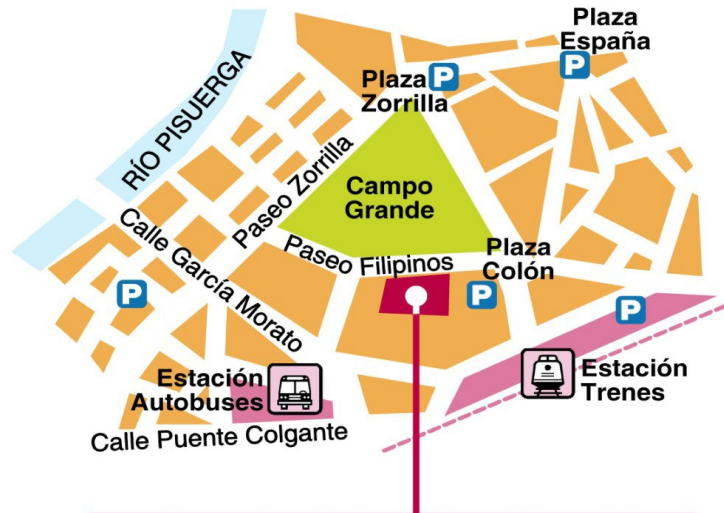 Plaza
España
P
P
Plaza
Zorrilla
RÍO PISUERGA
Paseo Zorrilla
Campo
Grande
Calle García Morato
Paseo Filipinos
Plaza
Colón
P
P
P
Estación
Autobuses
Estación
Trenes
Calle Puente Colgante